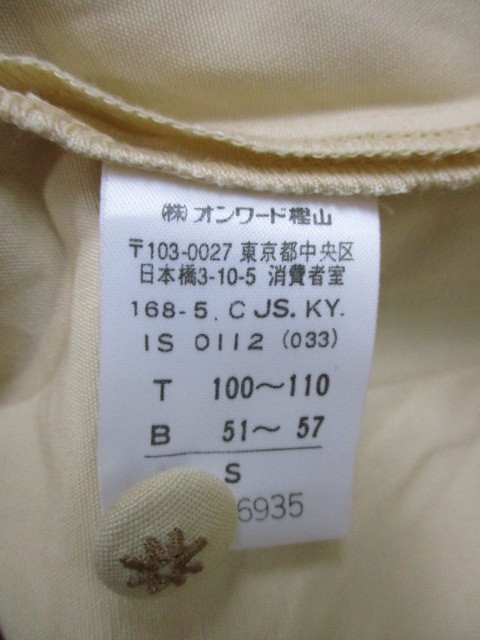 (株) オンワード樫山
〒103-0027 東京都中央区
日本橋3-10-5 消費者室
168-5. C JS. KY.
IS 0112 (033)
T 100〜110
B 51〜 57
S
6935